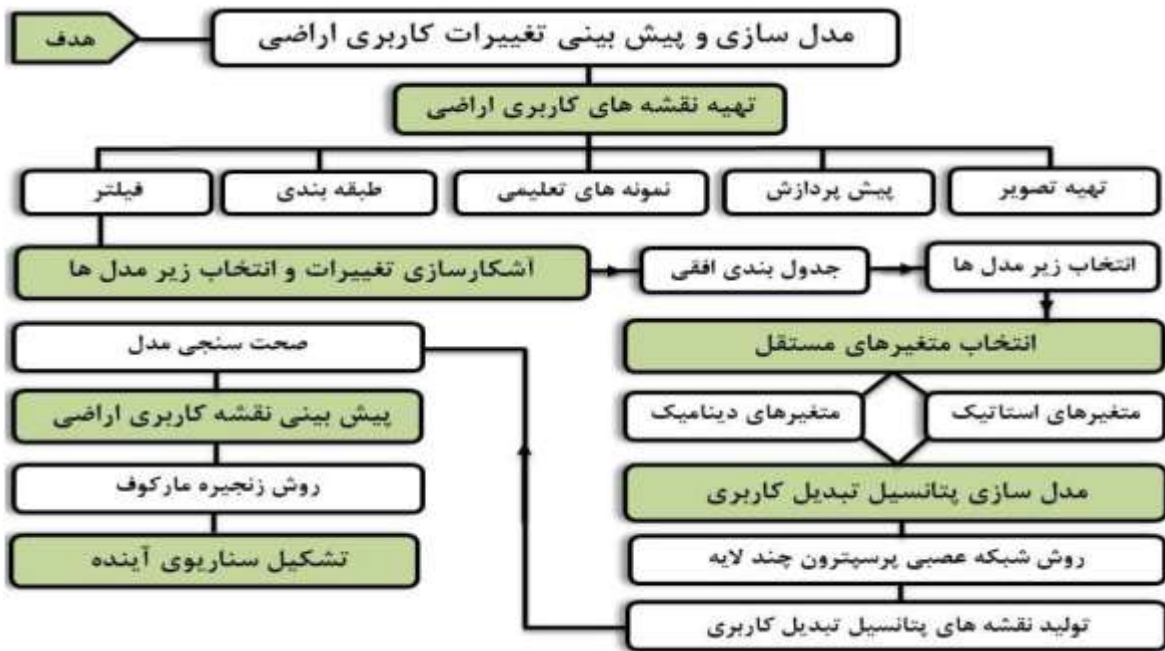 هدف
مدل سازی و پیش بینی تغییرات کاربری اراضی
تهیه نقشه های کاربری اراضی
تهیه تصویر
پیش پردازش
نمونه های تعلیمی
طبقه بندی
فیلتر
آشکارسازی تغییرات و انتخاب زیر مدل ها
جدول بندی افقی
انتخاب زیر مدل ها
انتخاب متغیرهای مستقل
متغیرهای استاتیک
متغیرهای دینامیک
مدل سازی پتانسیل تبدیل کاربری
روش شبکه عصبی پرسپترون چند لایه
تولید نقشه های پتانسیل تبدیل کاربری
صحت سنجی مدل
پیش بینی نقشه کاربری اراضی
روش زنجیره مارکوف
تشکیل سناریوی آینده